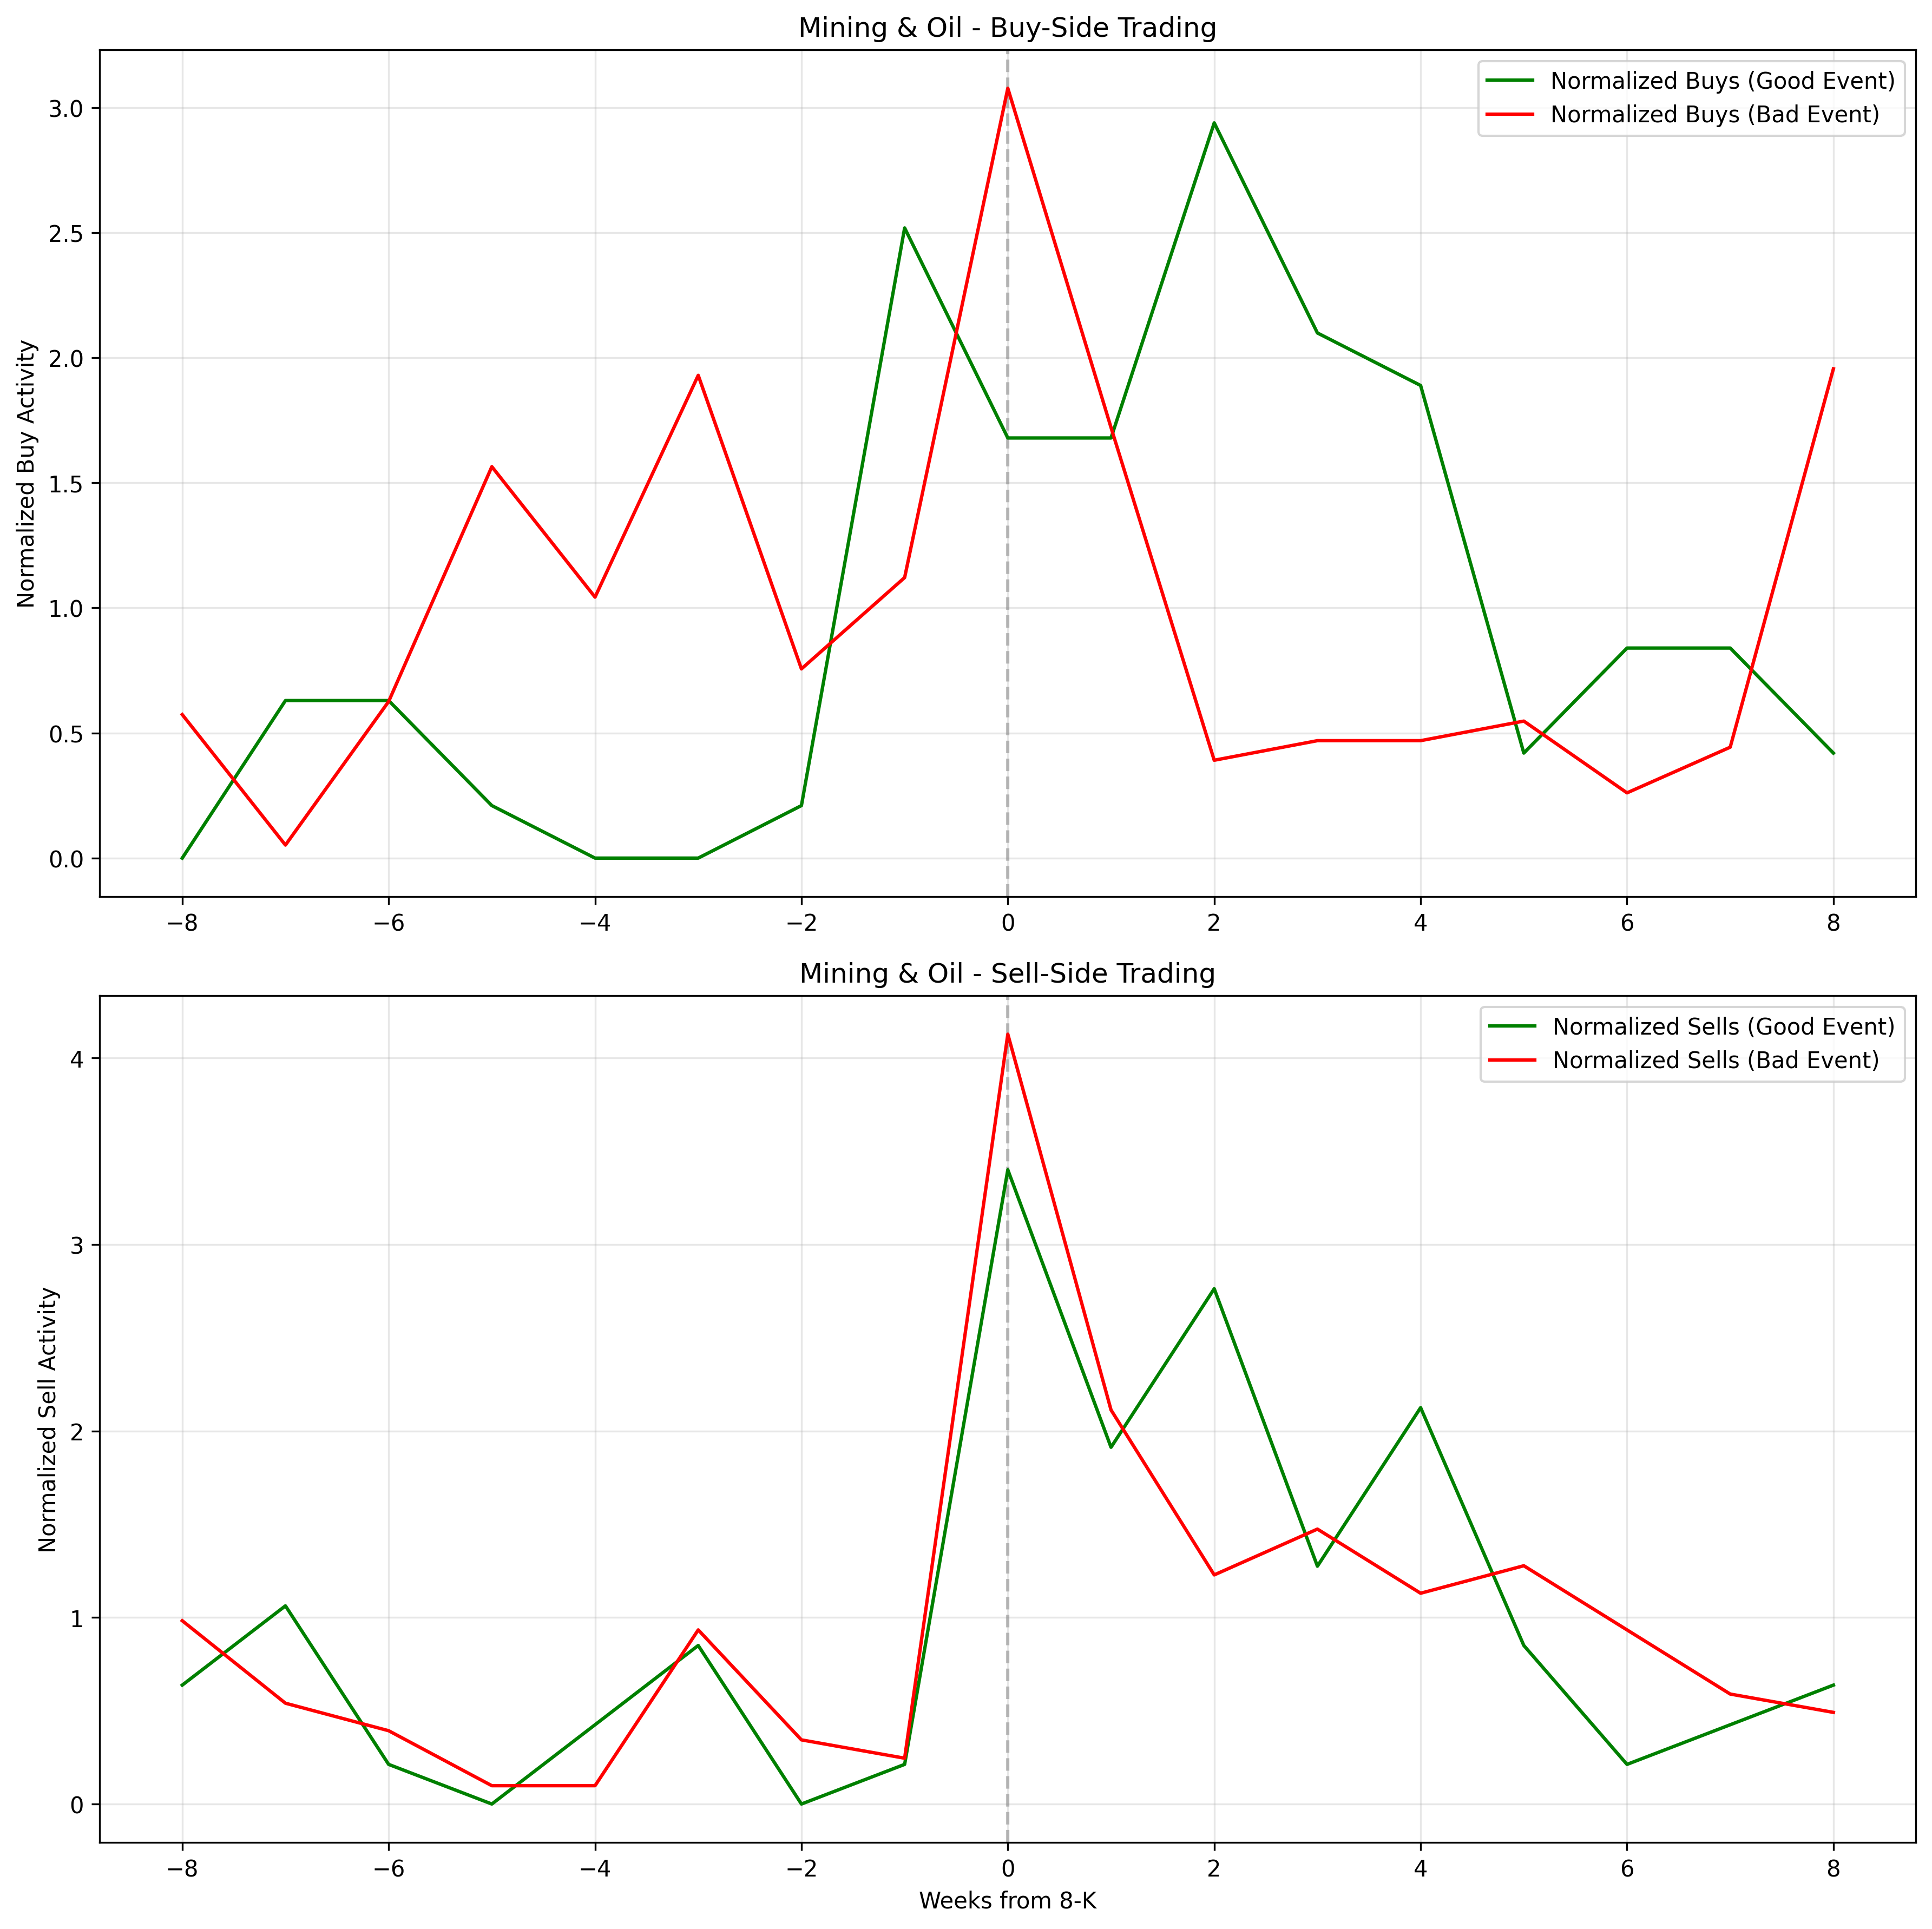 Mining & Oil - Buy-Side Trading
Normalized Buys (Good Event)
Normalized Buys (Bad Event)
Normalized Buy Activity
3.0
2.5
2.0
1.5
1.0
0.5
0.0
−8 −6 −4 −2 0 2 4 6 8
Mining & Oil - Sell-Side Trading
Normalized Sells (Good Event)
Normalized Sells (Bad Event)
Normalized Sell Activity
4
3
2
1
0
−8 −6 −4 −2 0 2 4 6 8
Weeks from 8-K